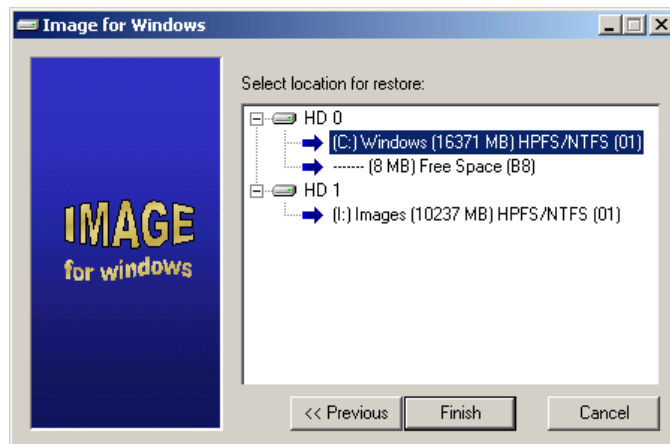 Image for Windows
IMAGE
for windows
Select location for restore:
HD 0
(C:) Windows (16371 MB) HPFS/NTFS (01)
------ (8 MB) Free Space (B8)
HD 1
(I:) Images (10237 MB) HPFS/NTFS (01)
<< Previous
Finish
Cancel